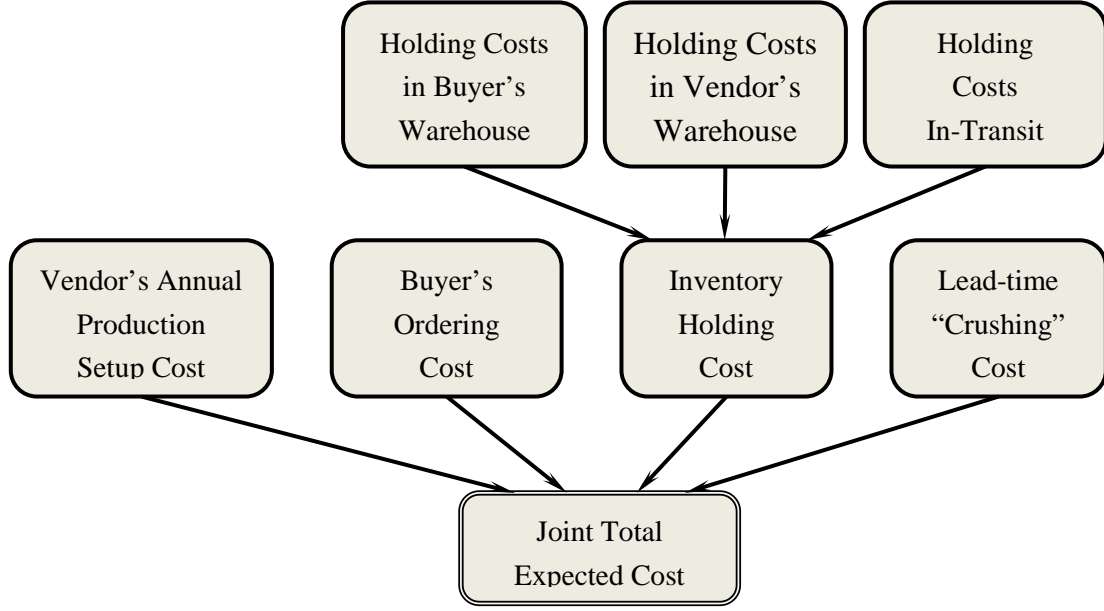 Holding Costs
in Buyer’s
Warehouse
Holding Costs
in Vendor’s
Warehouse
Holding
Costs
In-Transit
Vendor’s Annual
Production
Setup Cost
Buyer’s
Ordering
Cost
Inventory
Holding
Cost
Lead-time
“Crushing”
Cost
Joint Total
Expected Cost